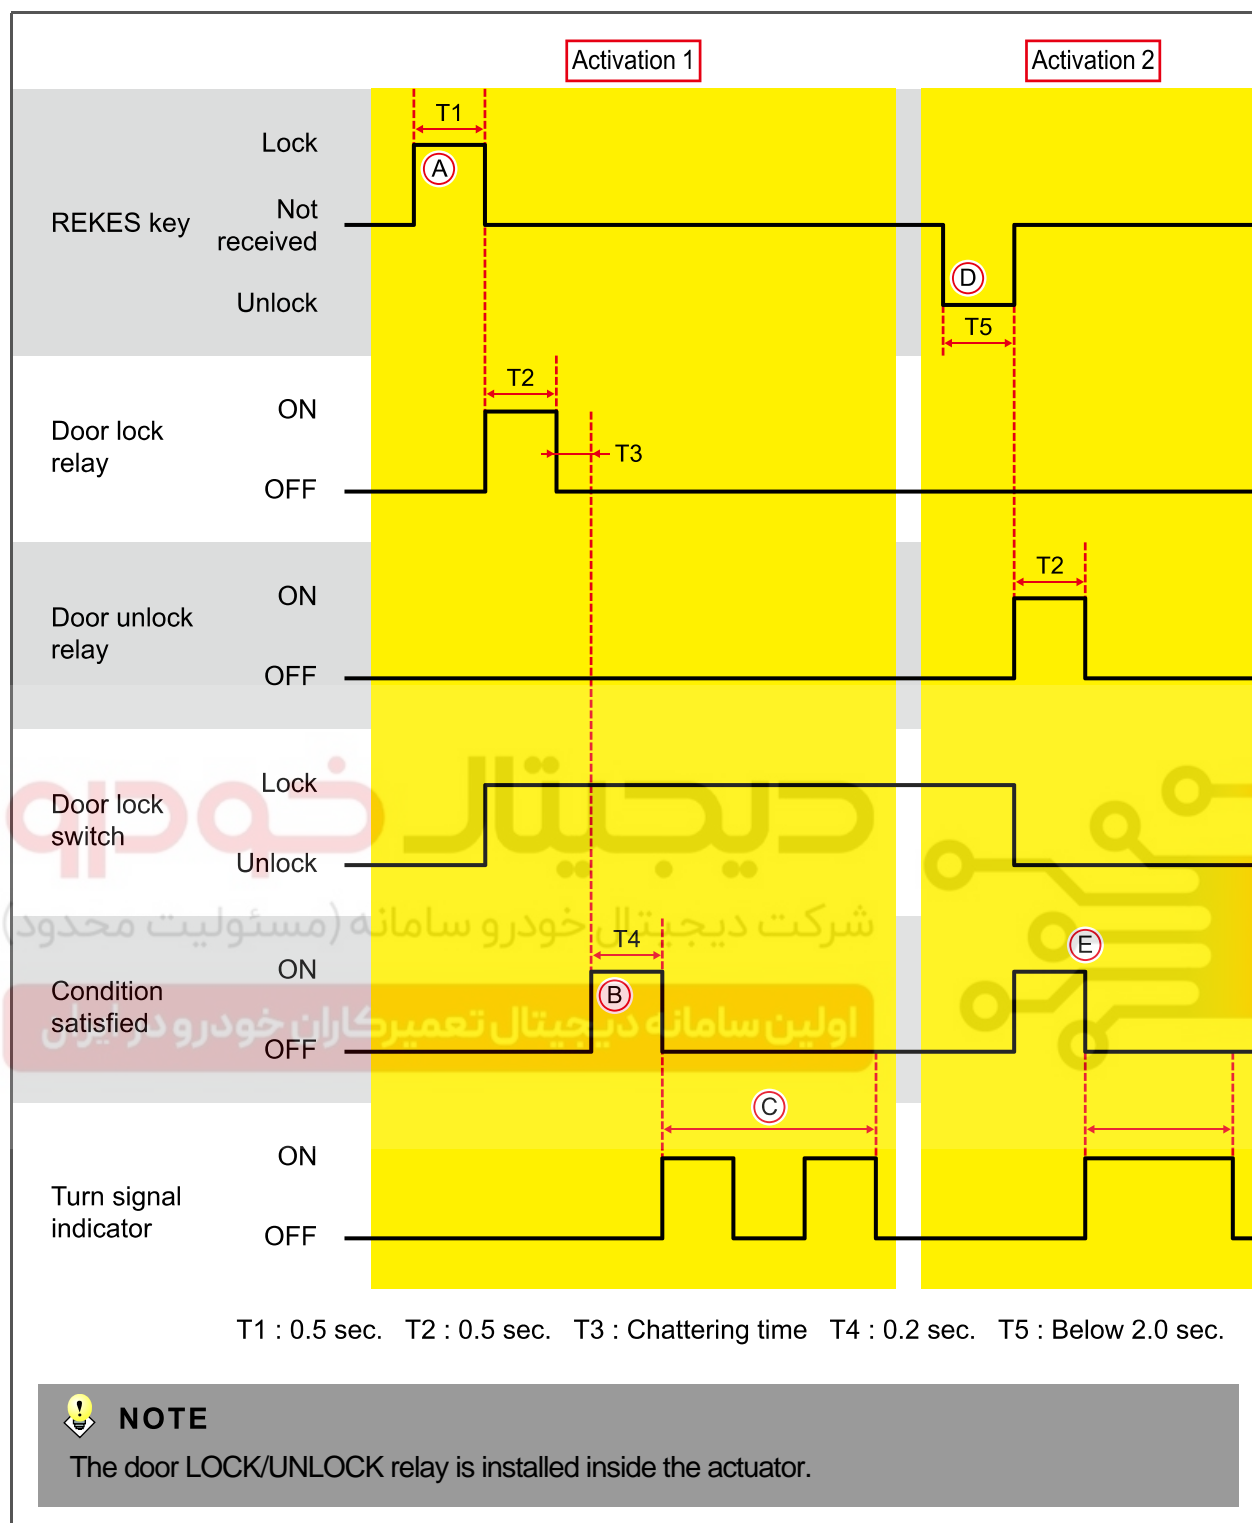 Activation 1
Activation 2
T1
Lock
A
REKES key
Not
received
Unlock
D
T5
T2
ON
Door lock
relay
T3
OFF
T2
ON
Door unlock
relay
OFF
دیجیتال خودرو
Lock
Door lock
switch
Unlock
شرکت دیجیتال خودرو سامانه (مسئولیت محدود)
T4
E
ON
B
Condition
satisfied
اولین سامانه دیجیتال تعمیرکاران خودرو در ایران
OFF
C
ON
Turn signal
indicator
OFF
T1 : 0.5 sec. T2 : 0.5 sec. T3 : Chattering time T4 : 0.2 sec. T5 : Below 2.0 sec.
NOTE
The door LOCK/UNLOCK relay is installed inside the actuator.